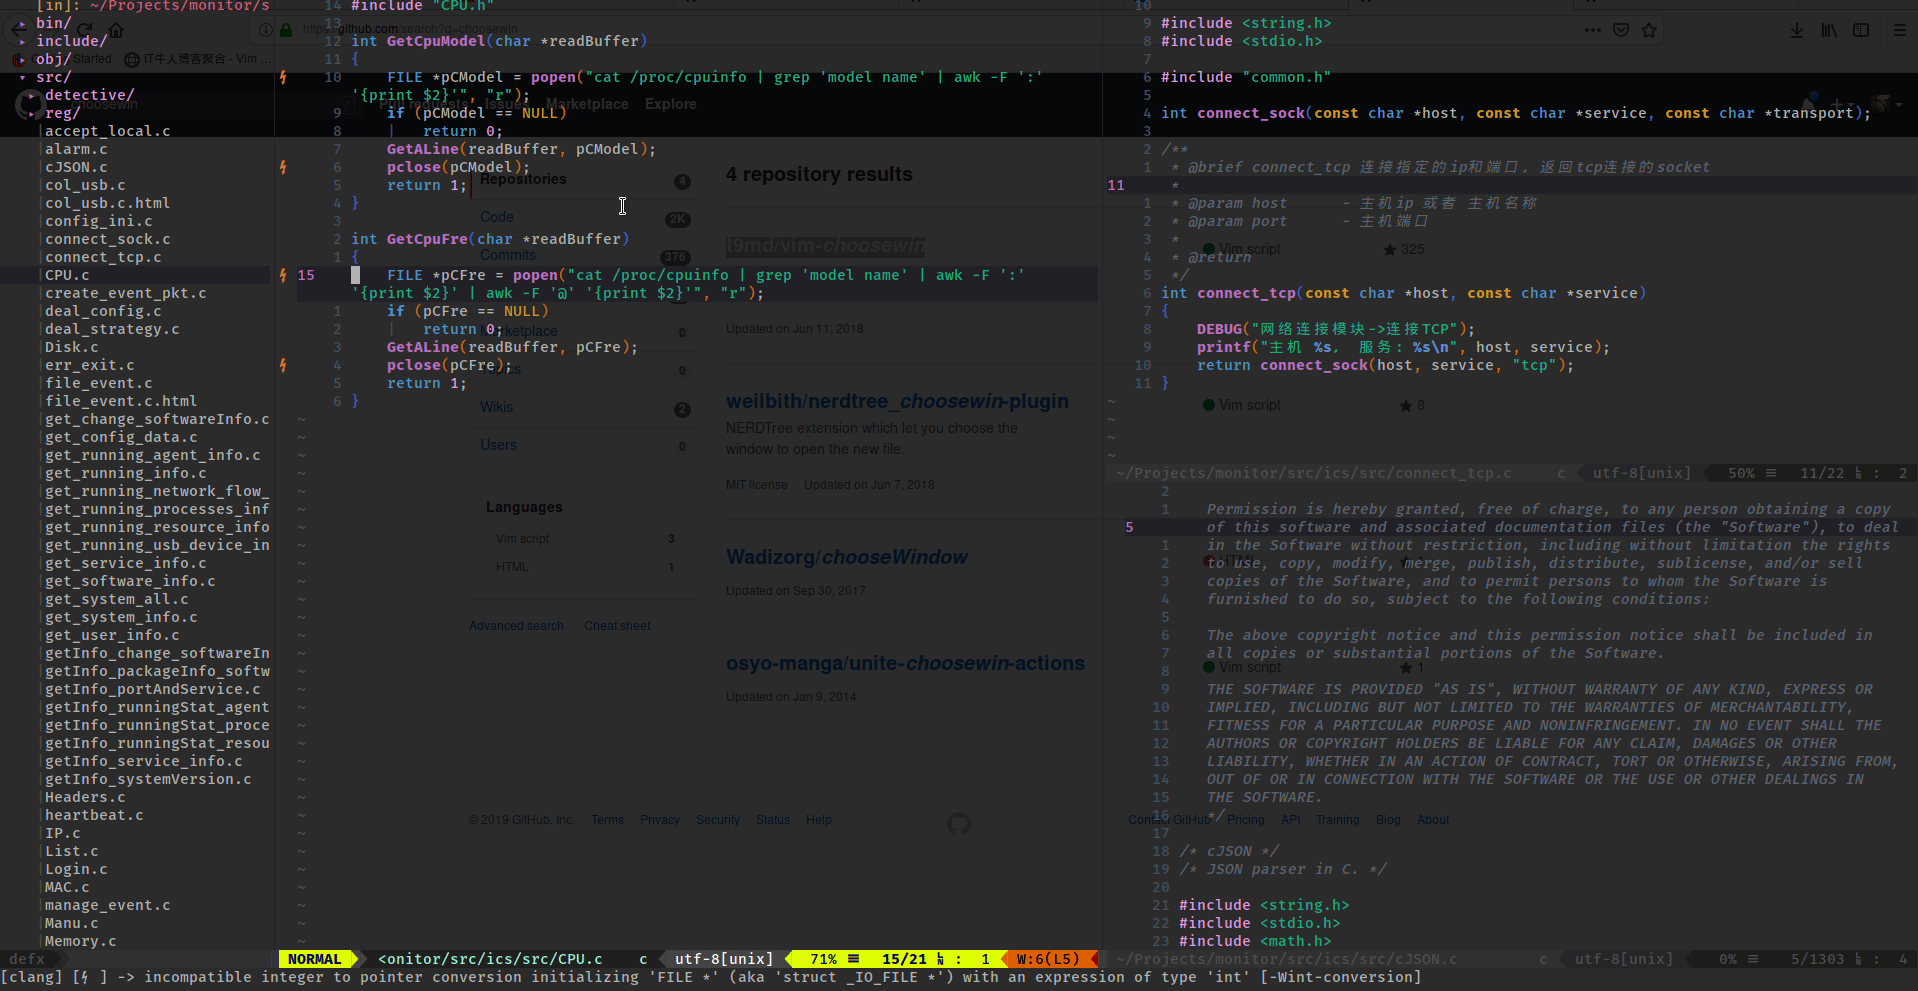 [in]: ~/Projects/monitor/s
▸ bin/
▸ include/
▸ obj/
▾ src/
▸ detective/
▸ reg/
accept_local.c
alarm.c
cJSON.c
col_usb.c
col_usb.c.html
config_ini.c
connect_sock.c
connect_tcp.c
CPU.c
create_event_pkt.c
deal_config.c
deal_strategy.c
Disk.c
err_exit.c
file_event.c
file_event.c.html
get_change_softwareInfo.c
get_config_data.c
get_running_agent_info.c
get_running_info.c
get_running_network_flow_
get_running_processes_inf
get_running_resource_info
get_running_usb_device_in
get_service_info.c
get_software_info.c
get_system_all.c
get_system_info.c
get_user_info.c
getInfo_change_softwareIn
getInfo_packageInfo_softw
getInfo_portAndService.c
getInfo_runningStat_agent
getInfo_runningStat_proce
getInfo_runningStat_resou
getInfo_service_info.c
getInfo_systemVersion.c
Headers.c
heartbeat.c
IP.c
List.c
Login.c
MAC.c
manage_event.c
Manu.c
Memory.c
defx
14 #include "CPU.h"
13
12 int GetCpuModel(char *readBuffer)
11 {
10 FILE *pCModel = popen("cat /proc/cpuinfo | grep 'model name' | awk -F ':'
'{print $2}'", "r");
9 if (pCModel == NULL)
8 return 0;
7 GetALine(readBuffer, pCModel);
6 pclose(pCModel);
5 return 1;
4 }
3
2 int GetCpuFre(char *readBuffer)
1 {
15 FILE *pCFre = popen("cat /proc/cpuinfo | grep 'model name' | awk -F ':'
'{print $2}' | awk -F '@' '{print $2}'", "r");
1 if (pCFre == NULL)
2 return 0;
3 GetALine(readBuffer, pCFre);
4 pclose(pCFre);
5 return 1;
6 }
NORMAL <onitor/src/ics/src/CPU.c c utf-8[unix] 71% ≡ 15/21 ㏑ : 1 W:6(L5)
10
9 #include <string.h>
8 #include <stdio.h>
7
6 #include "common.h"
5
4 int connect_sock(const char *host, const char *service, const char *transport);
3
2 /**
1 * @brief connect_tcp 连接指定的ip和端口, 返回tcp连接的socket
11 *
1 * @param host - 主机ip 或者 主机名称
2 * @param port - 主机端口
3 *
4 * @return
5 */
6 int connect_tcp(const char *host, const char *service)
7 {
8 DEBUG("网络连接模块->连接TCP");
9 printf("主机 %s, 服务: %s\n", host, service);
10 return connect_sock(host, service, "tcp");
11 }
~/Projects/monitor/src/ics/src/connect_tcp.c c utf-8[unix] 50% ≡ 11/22 ㏑ : 2
2
1 Permission is hereby granted, free of charge, to any person obtaining a copy
5 of this software and associated documentation files (the "Software"), to deal
1 in the Software without restriction, including without limitation the rights
2 to use, copy, modify, merge, publish, distribute, sublicense, and/or sell
3 copies of the Software, and to permit persons to whom the Software is
4 furnished to do so, subject to the following conditions:
5
6 The above copyright notice and this permission notice shall be included in
7 all copies or substantial portions of the Software.
8
9 THE SOFTWARE IS PROVIDED "AS IS", WITHOUT WARRANTY OF ANY KIND, EXPRESS OR
10 IMPLIED, INCLUDING BUT NOT LIMITED TO THE WARRANTIES OF MERCHANTABILITY,
11 FITNESS FOR A PARTICULAR PURPOSE AND NONINFRINGEMENT. IN NO EVENT SHALL THE
12 AUTHORS OR COPYRIGHT HOLDERS BE LIABLE FOR ANY CLAIM, DAMAGES OR OTHER
13 LIABILITY, WHETHER IN AN ACTION OF CONTRACT, TORT OR OTHERWISE, ARISING FROM,
14 OUT OF OR IN CONNECTION WITH THE SOFTWARE OR THE USE OR OTHER DEALINGS IN
15 THE SOFTWARE.
16 */
17
18 /* cJSON */
19 /* JSON parser in C. */
20
21 #include <string.h>
22 #include <stdio.h>
23 #include <math.h>
~/Projects/monitor/src/ics/src/cJSON.c c utf-8[unix] 0% ≡ 5/1303 ㏑ : 4
[clang] [⚡ ] -> incompatible integer to pointer conversion initializing 'FILE *' (aka 'struct _IO_FILE *') with an expression of type 'int' [-Wint-conversion]
https://github.com/search?q=choosewin
Started IT牛人博客聚合 - Vim ...
choosewin
Pull requests Issues Marketplace Explore
Repositories 4
Code 2K
Commits 376
Marketplace 0
Topics 0
Wikis 2
Users 0
Languages
Vim script 3
HTML 1
Advanced search Cheat sheet
4 repository results
t9md/vim-choosewin
Vim script 325
Updated on Jun 11, 2018
weilbith/nerdtree_choosewin-plugin
Vim script 8
NERDTree extension which let you choose the
window to open the new file.
MIT license Updated on Jun 7, 2018
Wadizorg/chooseWindow
HTML 1
Updated on Sep 30, 2017
osyo-manga/unite-choosewin-actions
Vim script 1
Updated on Jan 9, 2014
© 2019 GitHub, Inc. Terms Privacy Security Status Help
Contact GitHub Pricing API Training Blog About